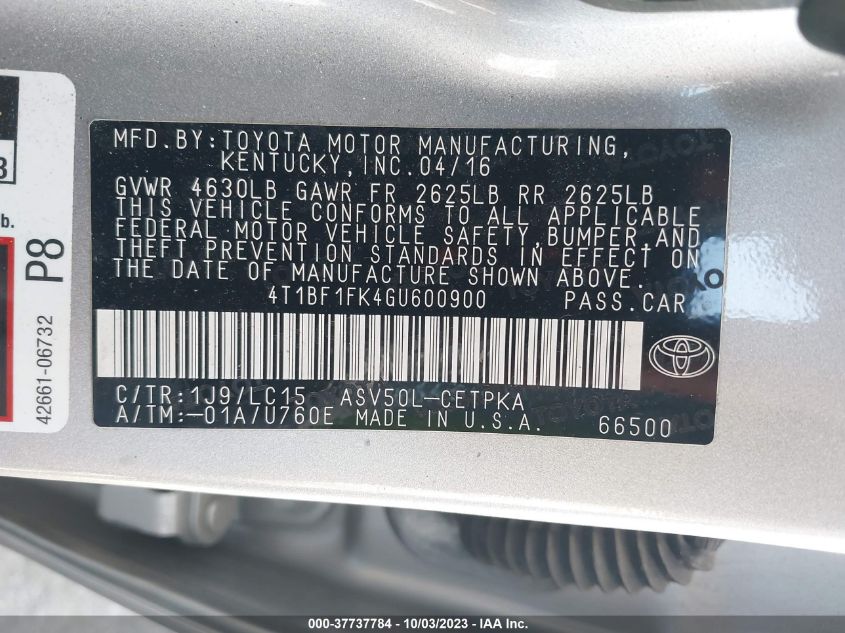 3
b.
P8
42661-06732
MFD.BY:TOYOTA MOTOR MANUFACTURING,
KENTUCKY,INC.04/16
GVWR 4630LB GAWR FR 2625LB RR 2625LB
THIS VEHICLE CONFORMS TO ALL APPLICABLE
FEDERAL MOTOR VEHICLE SAFETY,BUMPER,AND
THEFT PREVENTION STANDARDS IN EFFECT ON
THE DATE OF MANUFACTURE SHOWN ABOVE.
4T1BF1FK4GU600900 PASS.CAR
C/TR:1J9/LC15 ASV50L-CETPKA
A/TM:-01A/U760E MADE IN U.S.A. 66500
000-37737784 - 10/03/2023 - IAA Inc.